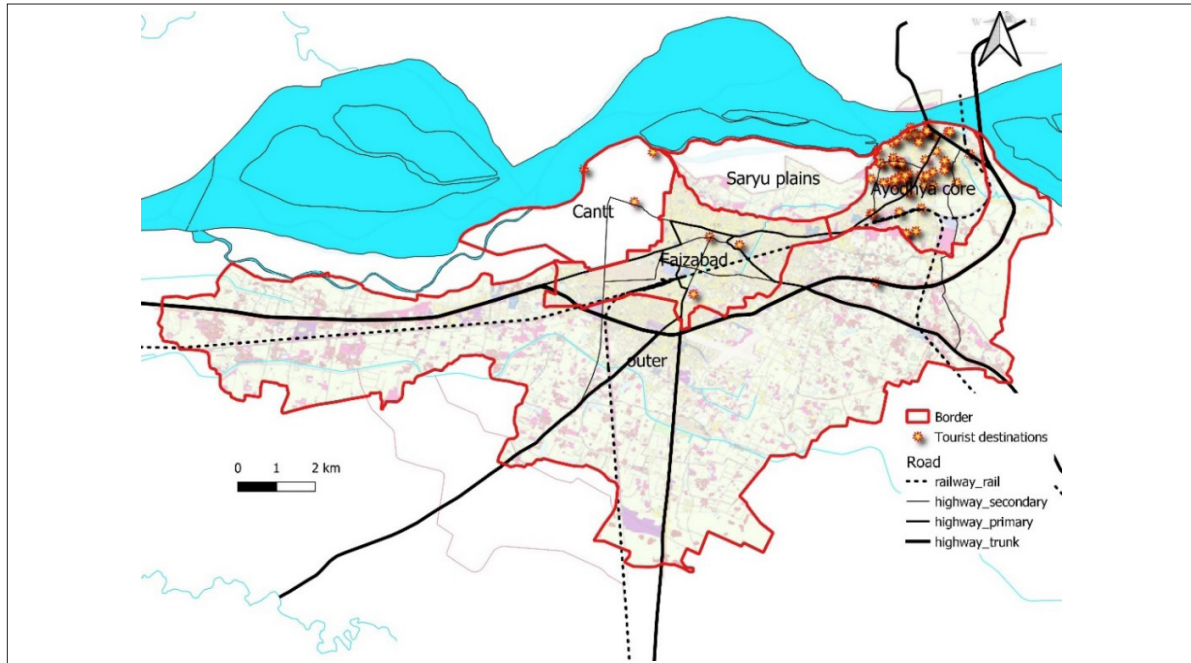 W E
Saryu plains
Ayodhya core
Cantt
Faizabad
outer
Border
Tourist destinations
Road
railway_rail
highway_secondary
highway_primary
highway_trunk
0 1 2 km